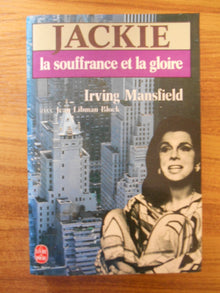 JACKIE
la souffrance et la gloire
Irving Mansfield
avec Jean Libman Block